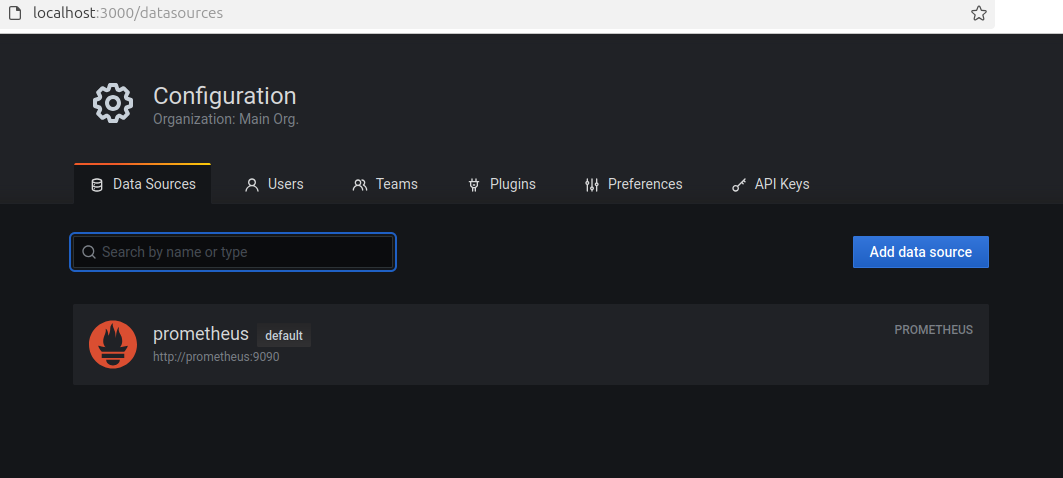 localhost:3000/datasources
Configuration
Organization: Main Org.
Data Sources Users Teams Plugins Preferences API Keys
Search by name or type Add data source
prometheus default PROMETHEUS
http://prometheus:9090